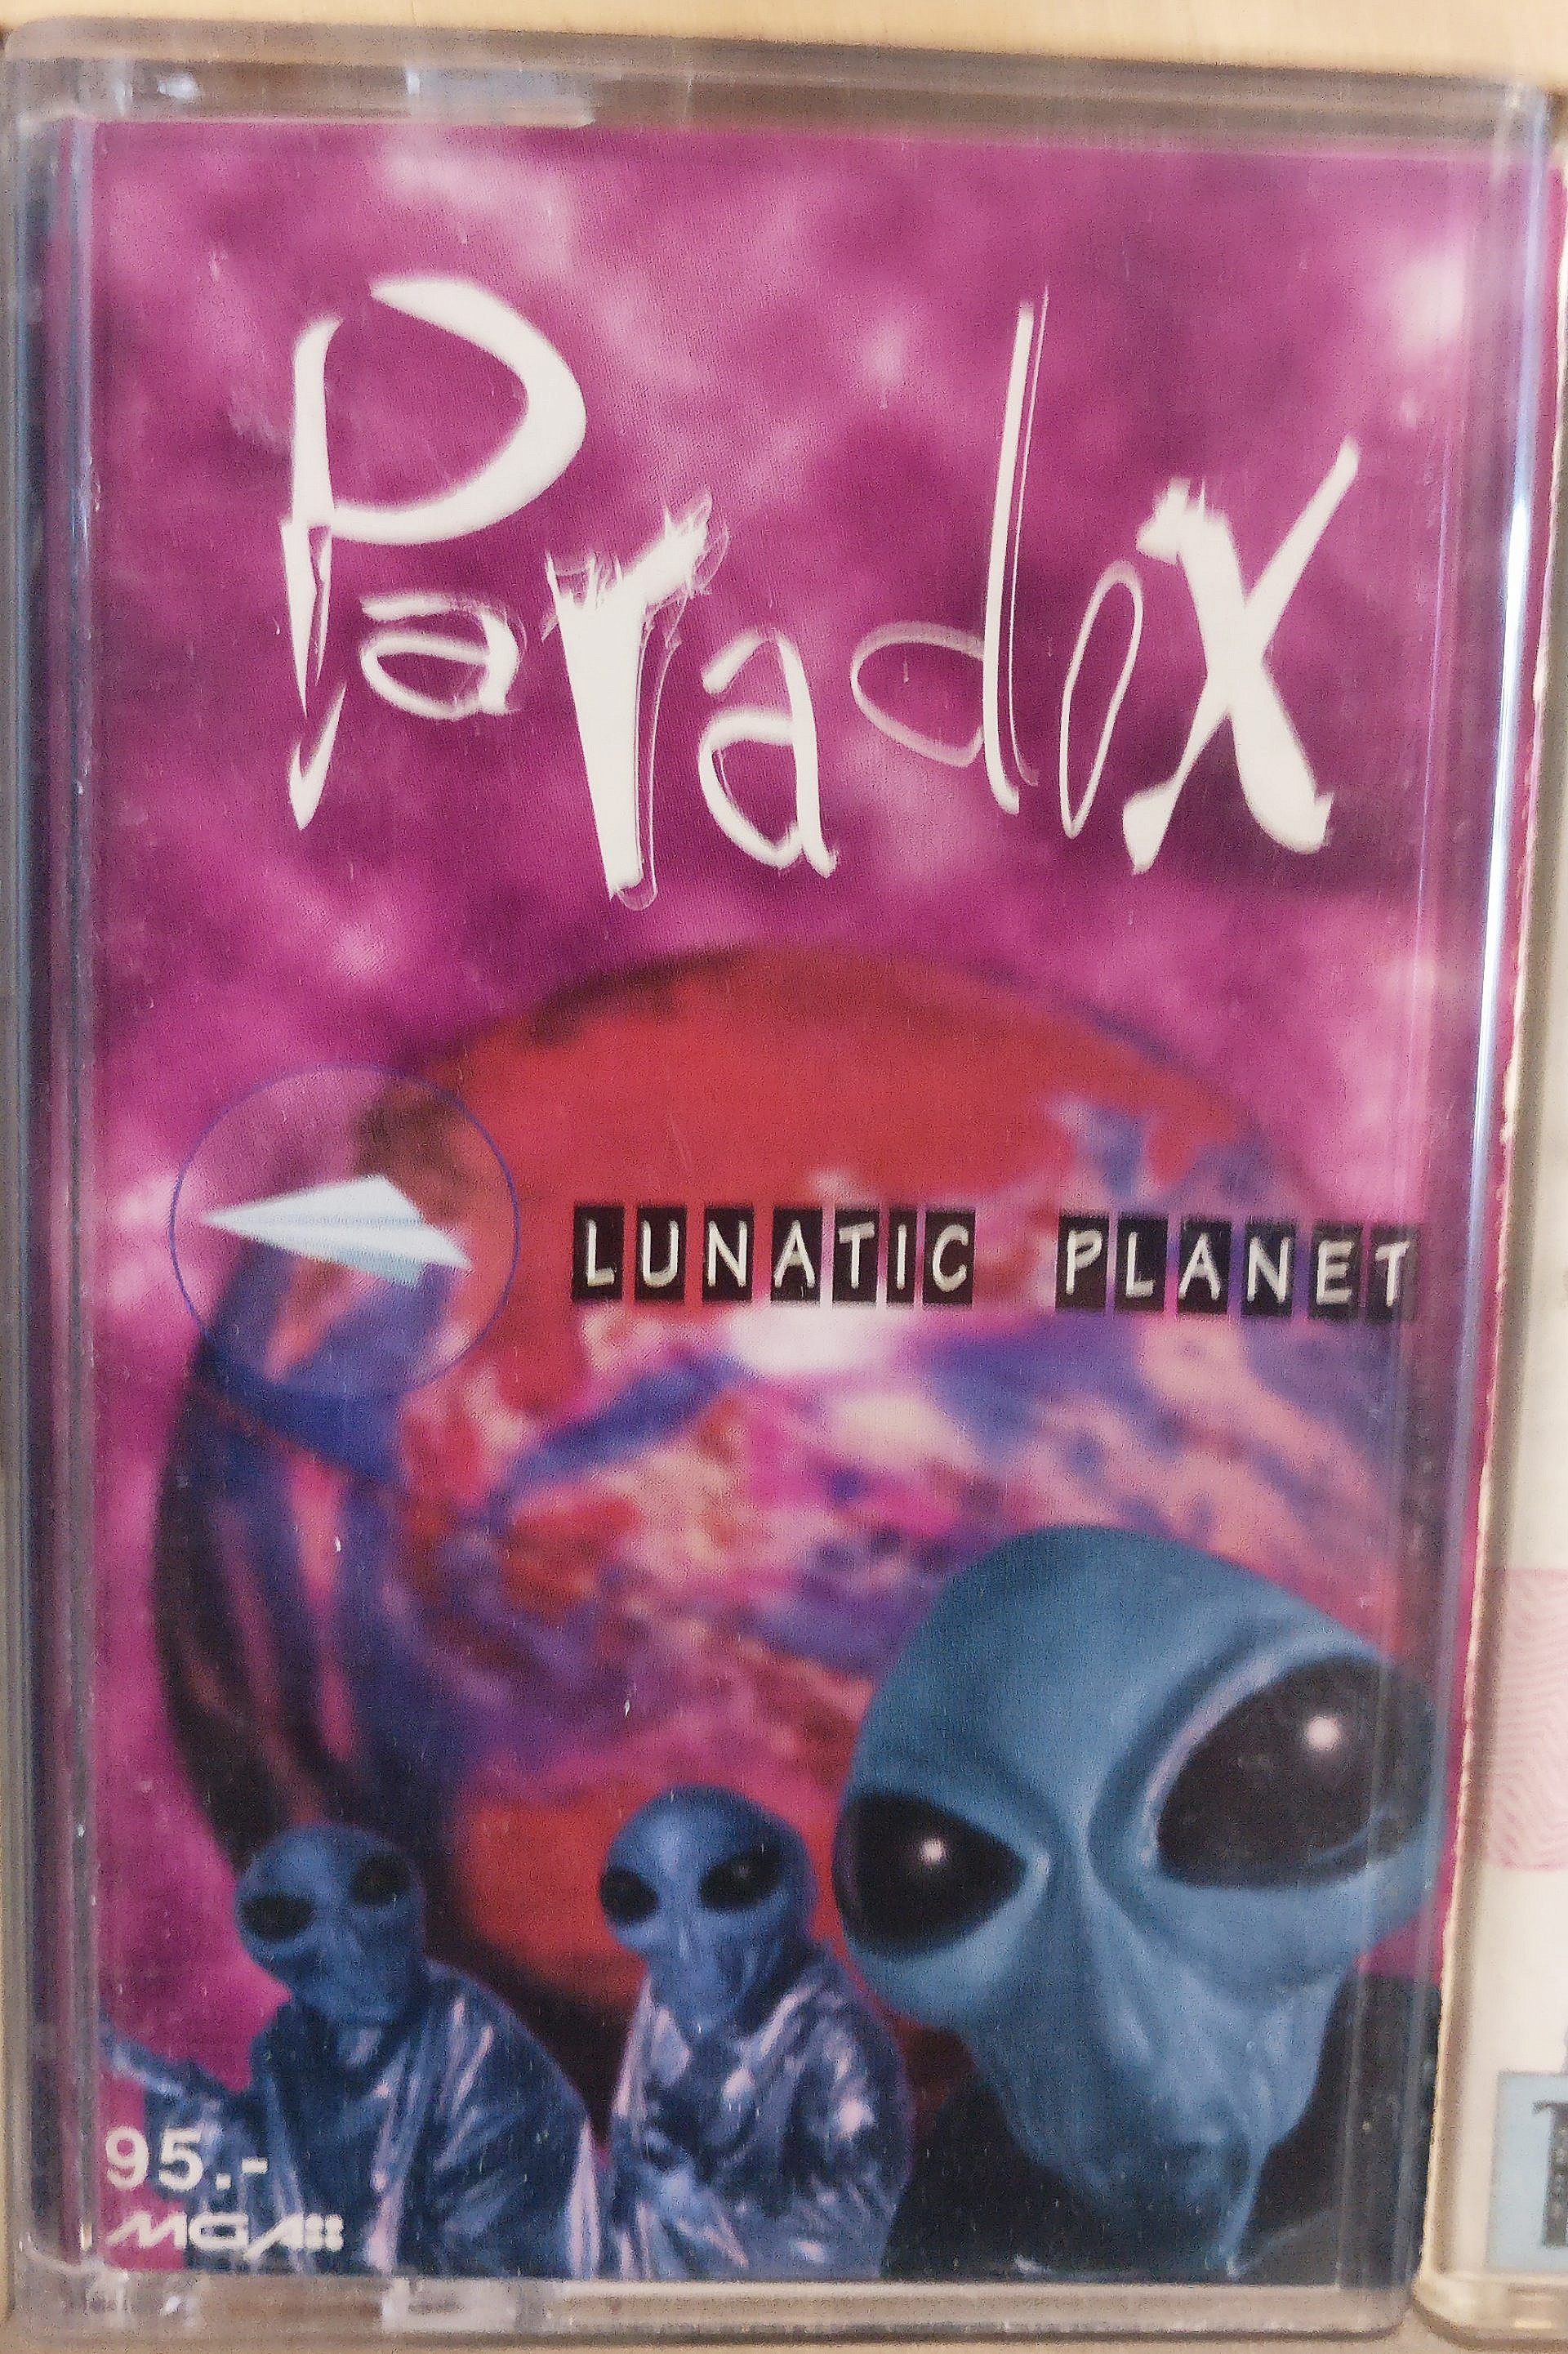 Paradox
LUNATIC PLANET
95.-
MGA